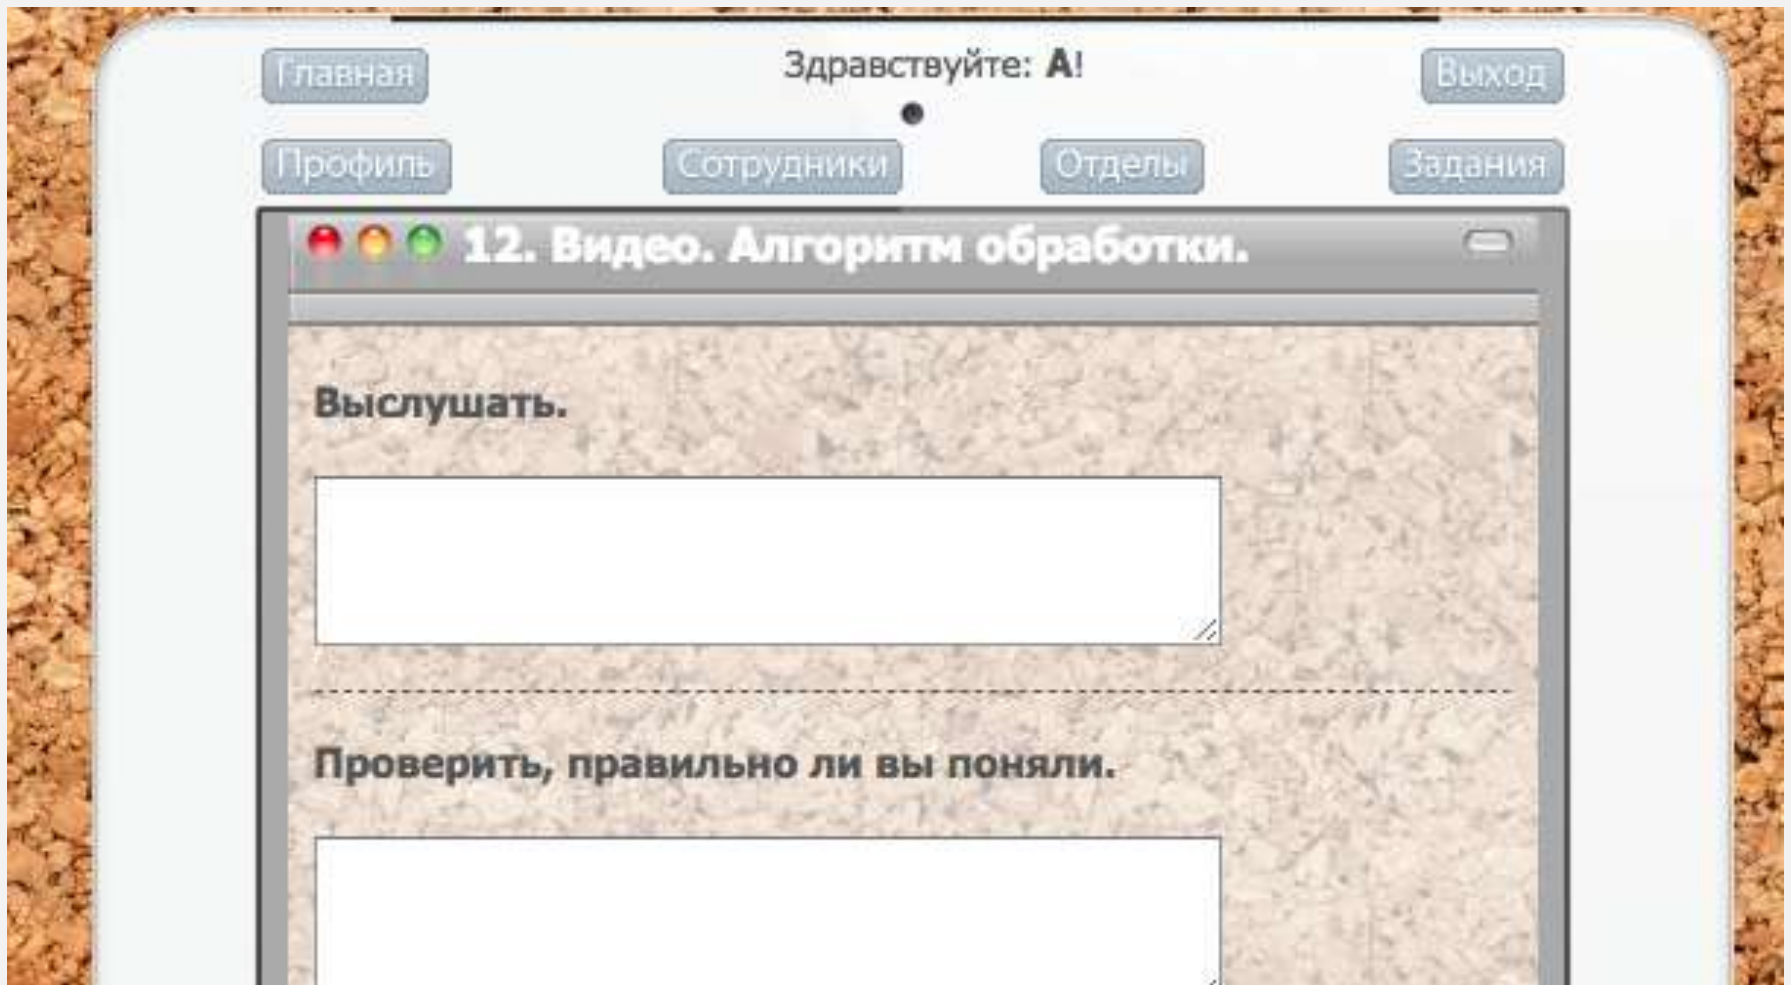 Главная
Здравствуйте: А!
Выход
Профиль
Сотрудники
Отделы
Задания
12. Видео. Алгоритм обработки.
Выслушать.
Проверить, правильно ли вы поняли.